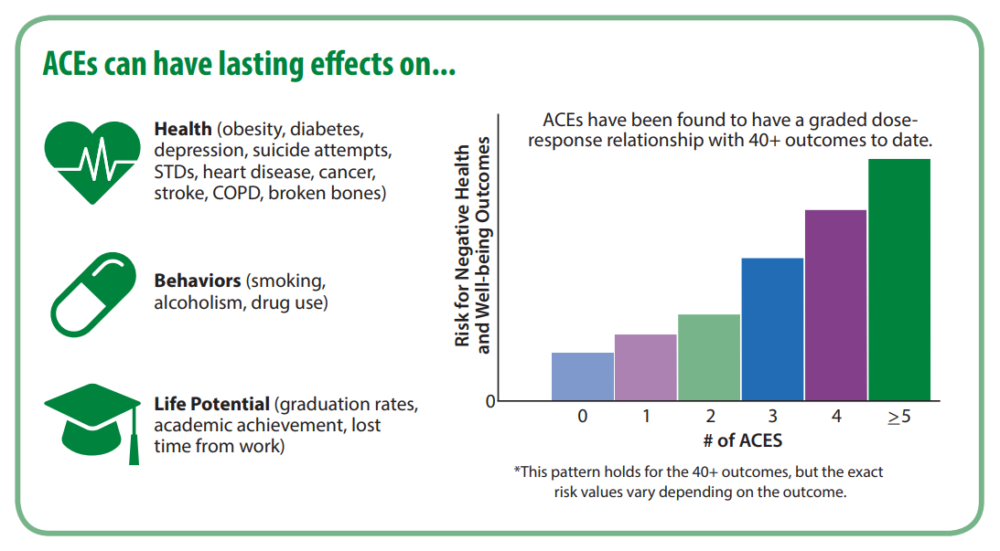 ACEs can have lasting effects on...
Health (obesity, diabetes,
depression, suicide attempts,
STDs, heart disease, cancer,
stroke, COPD, broken bones)
Behaviors (smoking,
alcoholism, drug use)
Life Potential (graduation rates,
academic achievement, lost
time from work)
ACEs have been found to have a graded dose-
response relationship with 40+ outcomes to date.
Risk for Negative Health
and Well-being Outcomes
0
0 1 2 3 4 ≥5
# of ACES
*This pattern holds for the 40+ outcomes, but the exact
risk values vary depending on the outcome.